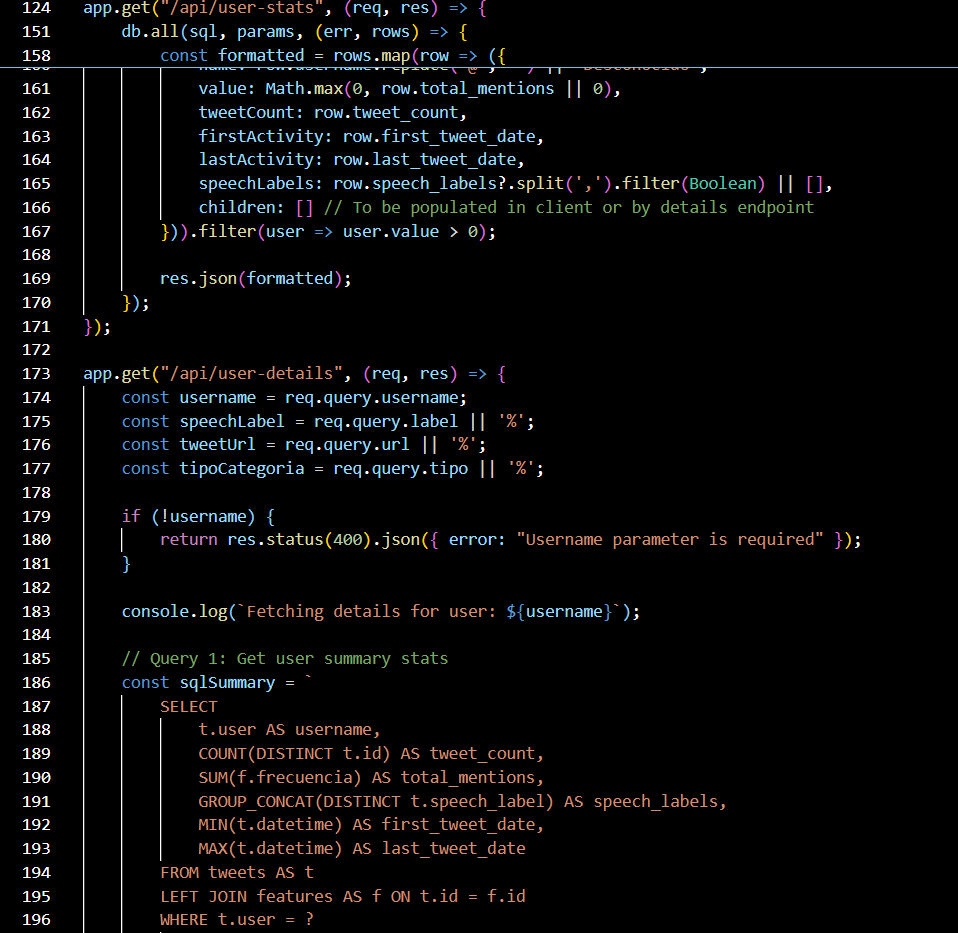 124 app.get("/api/user-stats", (req, res) => {
151     db.all(sql, params, (err, rows) => {
158         const formatted = rows.map(row => ({
161             value: Math.max(0, row.total_mentions || 0),
162             tweetCount: row.tweet_count,
163             firstActivity: row.first_tweet_date,
164             lastActivity: row.last_tweet_date,
165             speechLabels: row.speech_labels?.split(',').filter(Boolean) || [],
166             children: [] // To be populated in client or by details endpoint
167         })).filter(user => user.value > 0);
168
169         res.json(formatted);
170     });
171 });
172
173 app.get("/api/user-details", (req, res) => {
174     const username = req.query.username;
175     const speechLabel = req.query.label || '%';
176     const tweetUrl = req.query.url || '%';
177     const tipoCategoria = req.query.tipo || '%';
178
179     if (!username) {
180         return res.status(400).json({ error: "Username parameter is required" });
181     }
182
183     console.log(`Fetching details for user: ${username}`);
184
185     // Query 1: Get user summary stats
186     const sqlSummary = `
187         SELECT
188             t.user AS username,
189             COUNT(DISTINCT t.id) AS tweet_count,
190             SUM(f.frecuencia) AS total_mentions,
191             GROUP_CONCAT(DISTINCT t.speech_label) AS speech_labels,
192             MIN(t.datetime) AS first_tweet_date,
193             MAX(t.datetime) AS last_tweet_date
194         FROM tweets AS t
195         LEFT JOIN features AS f ON t.id = f.id
196         WHERE t.user = ?